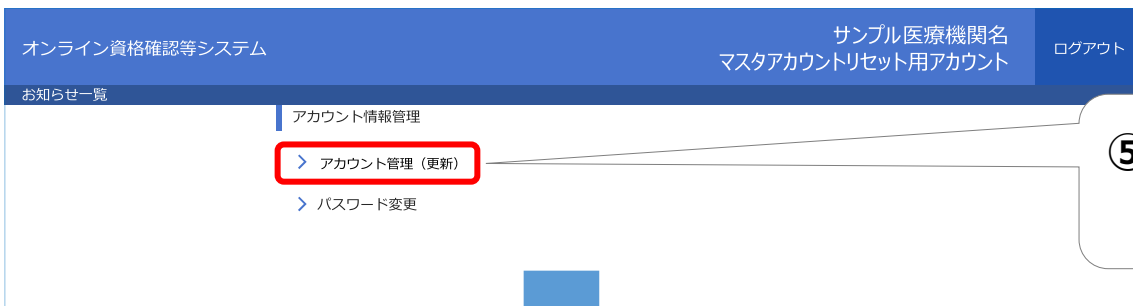 オンライン資格確認等システム
サンプル医療機関名
マスタアカウントリセット用アカウント
ログアウト
お知らせ一覧
アカウント情報管理
アカウント管理（更新）
パスワード変更
⑤